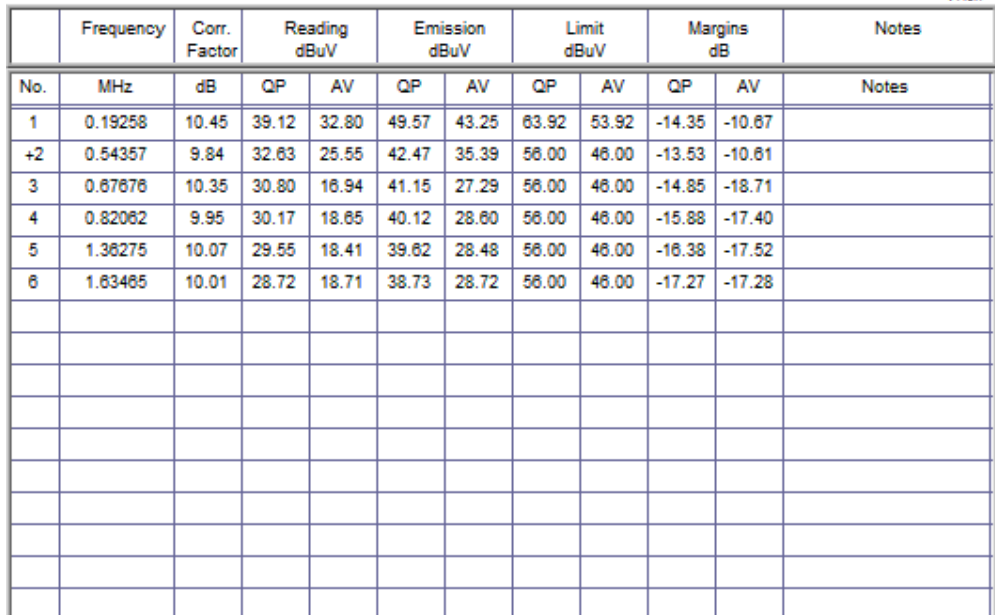 Frequency Corr. Reading Emission Limit Margins Notes
Factor dBuV dBuV dBuV dB
No. MHz dB QP AV QP AV QP AV QP AV Notes
1 0.19258 10.45 39.12 32.80 49.57 43.25 63.92 53.92 -14.35 -10.67
+2 0.54357 9.84 32.63 25.55 42.47 35.39 56.00 46.00 -13.53 -10.61
3 0.67676 10.35 30.80 16.94 41.15 27.29 56.00 46.00 -14.85 -18.71
4 0.82062 9.95 30.17 18.65 40.12 28.60 56.00 46.00 -15.88 -17.40
5 1.36275 10.07 29.55 18.41 39.62 28.48 56.00 46.00 -16.38 -17.52
6 1.63465 10.01 28.72 18.71 38.73 28.72 56.00 46.00 -17.27 -17.28